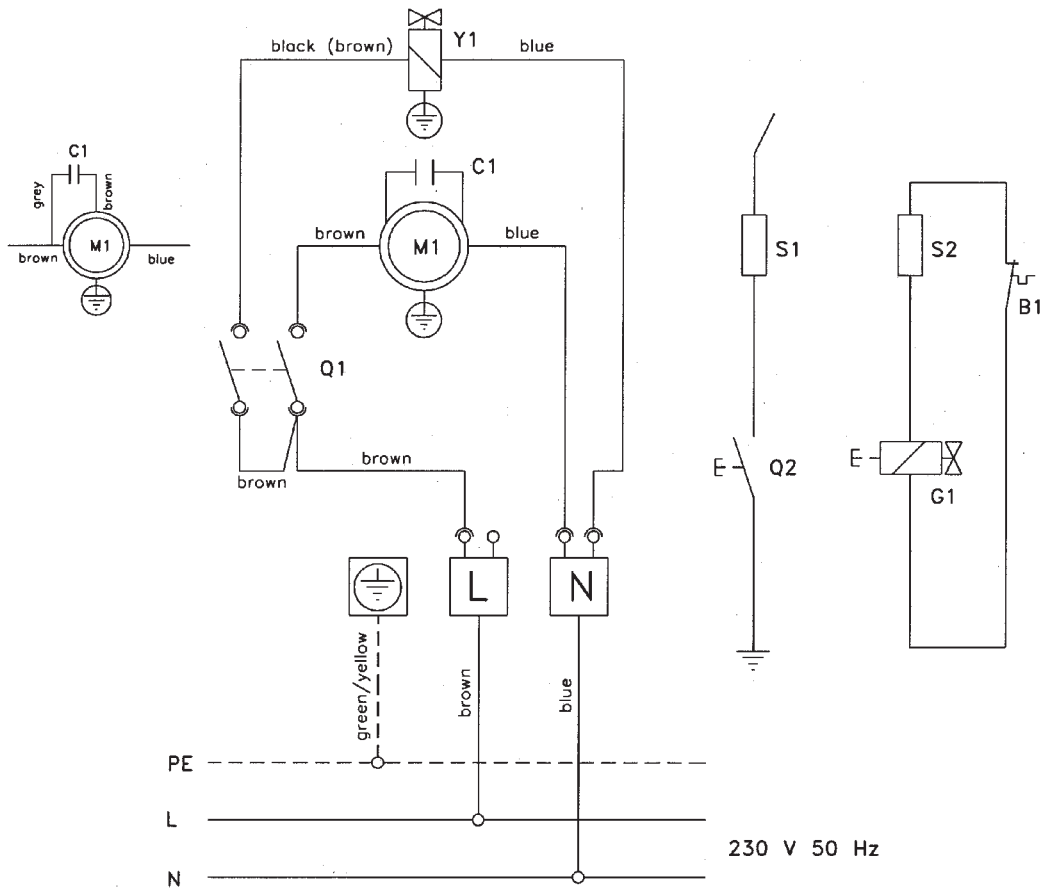 black (brown)
Y1
blue
C1
C1
grey
brown
M1
brown
blue
brown
M1
blue
S1
S2
B1
Q1
brown
brown
E
Q2
E
G1
L
N
green/yellow
brown
blue
PE
L
230 V 50 Hz
N